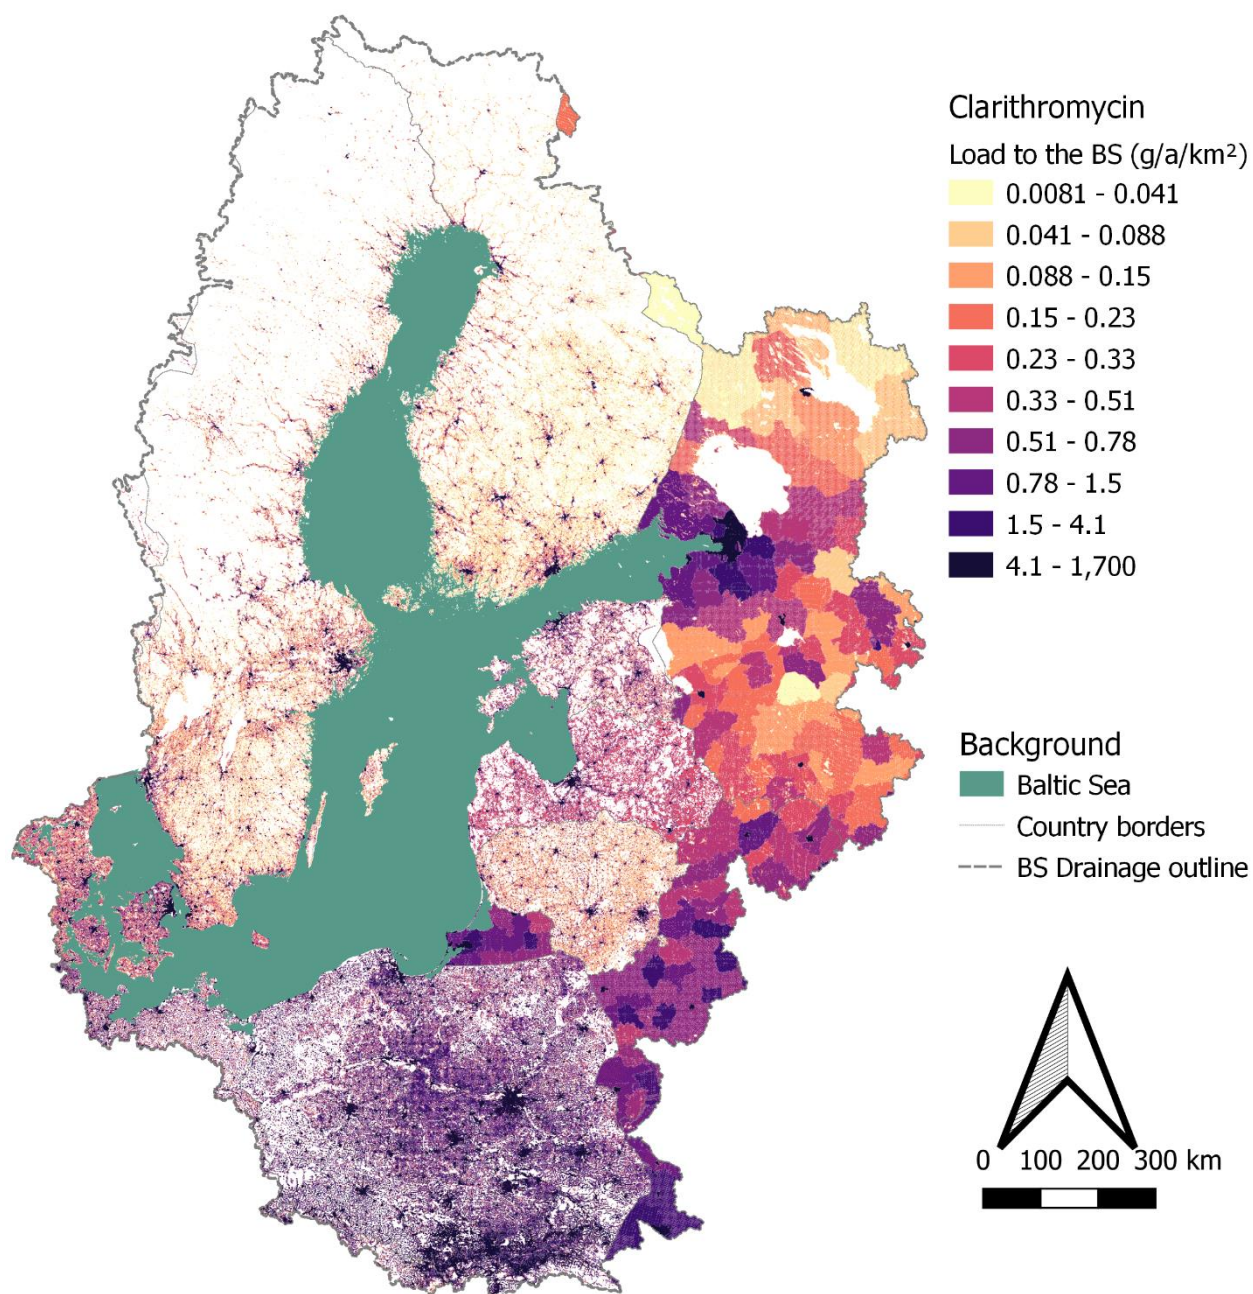 Clarithromycin
Load to the BS (g/a/km²)
0.0081 - 0.041
0.041 - 0.088
0.088 - 0.15
0.15 - 0.23
0.23 - 0.33
0.33 - 0.51
0.51 - 0.78
0.78 - 1.5
1.5 - 4.1
4.1 - 1,700
Background
Baltic Sea
Country borders
BS Drainage outline
0 100 200 300 km